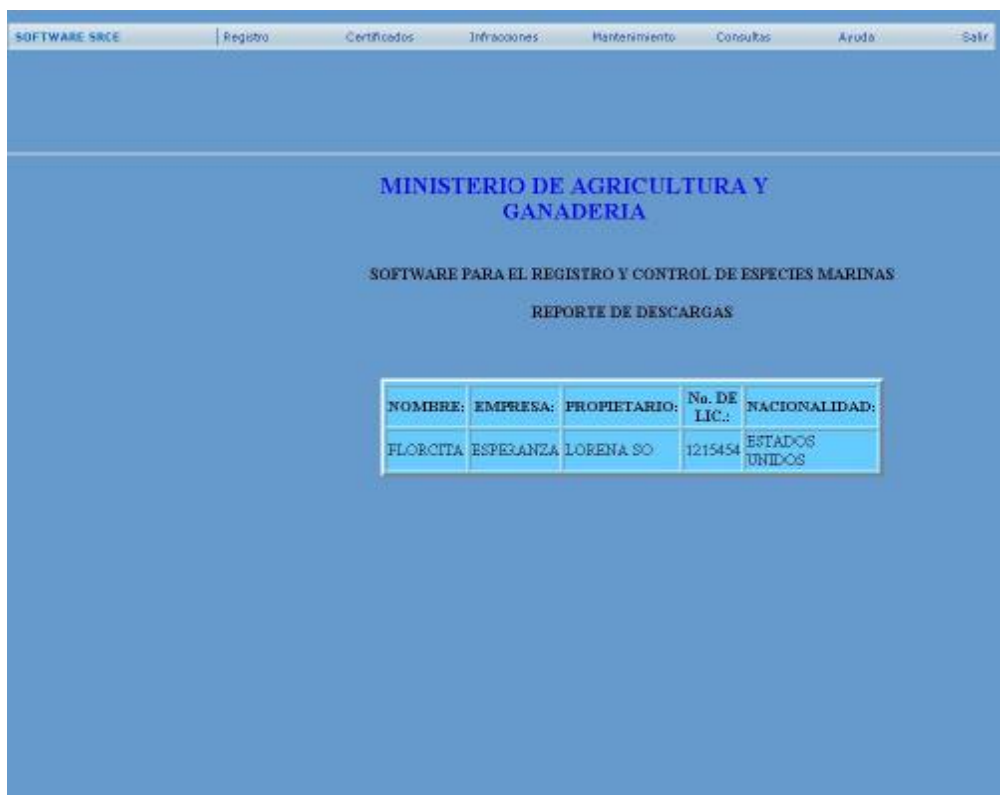 SOFTWARE SRCE Registro Certificados Infracciones Mantenimiento Consultas Ayuda Salir
MINISTERIO DE AGRICULTURA Y
GANADERIA
SOFTWARE PARA EL REGISTRO Y CONTROL DE ESPECIES MARINAS
REPORTE DE DESCARGAS
NOMBRE: EMPRESA: PROPIETARIO: No. DE LIC.: NACIONALIDAD:
FLORCITA ESPERANZA LORENA SO 1215454 ESTADOS UNIDOS